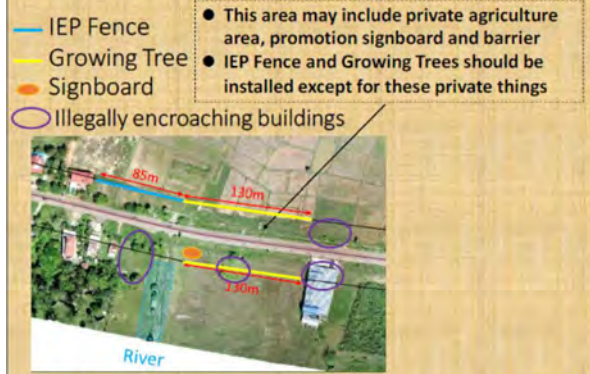 IEP Fence
Growing Tree
Signboard
Illegally encroaching buildings
● This area may include private agriculture
area, promotion signboard and barrier
● IEP Fence and Growing Trees should be
installed except for these private things
85m
130m
130m
River